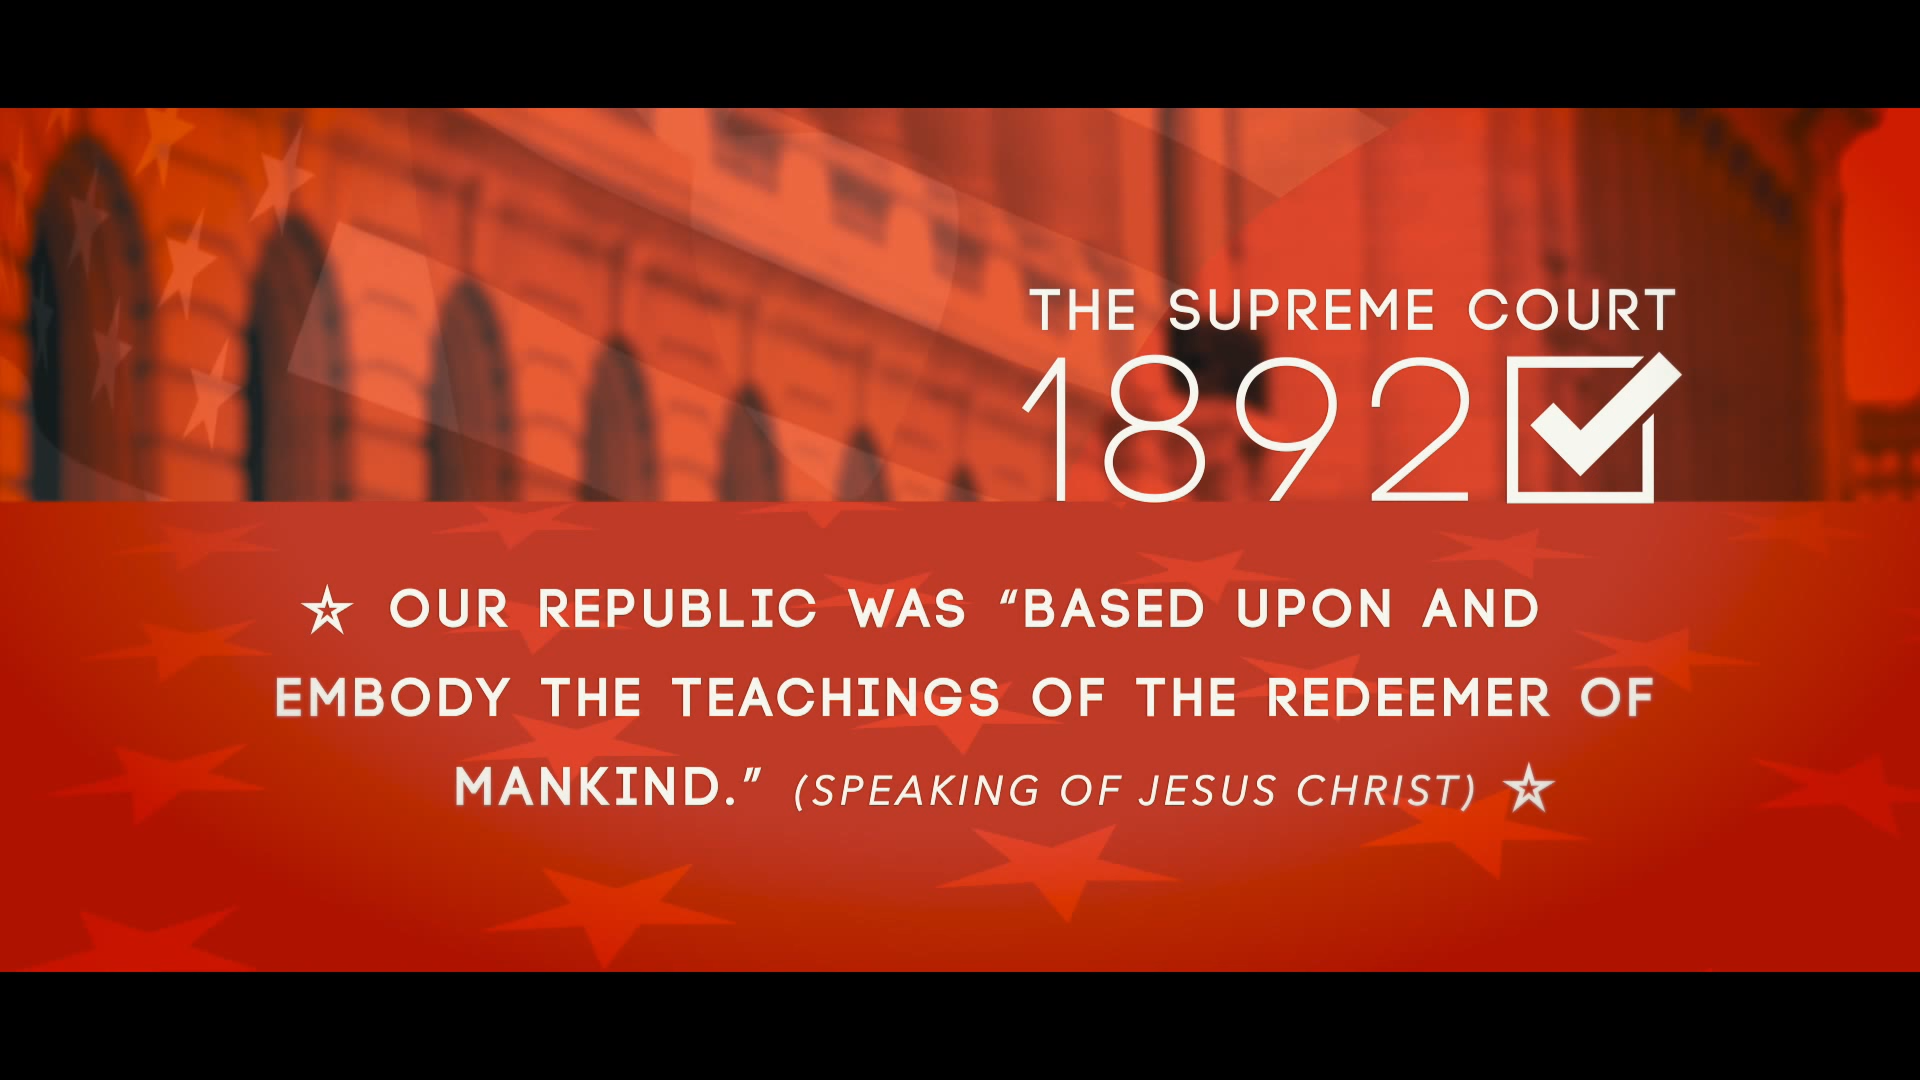 THE SUPREME COURT
1892
OUR REPUBLIC WAS “BASED UPON AND
EMBODY THE TEACHINGS OF THE REDEEMER OF
MANKIND.” (SPEAKING OF JESUS CHRIST)